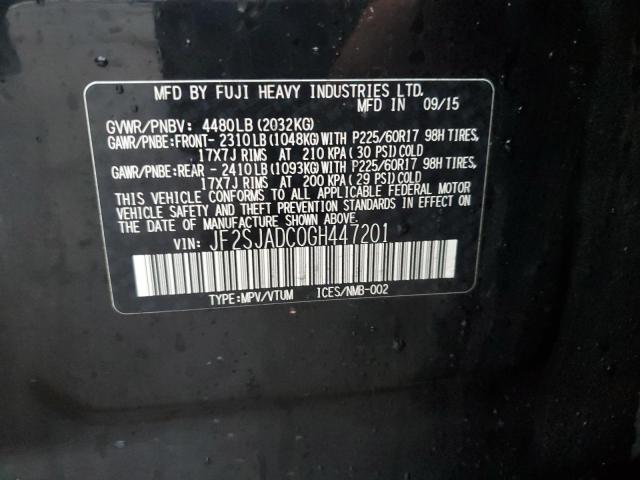 MFD BY FUJI HEAVY INDUSTRIES LTD.
MFD IN 09/15
GVWR/PNBV: 4480LB (2032KG)
GAWR/PNBE:FRONT- 2310LB (1048KG)WITH P225/60R17 98H TIRES,
17X7J RIMS AT 210 KPA (30 PSI) COLD
GAWR/PNBE:REAR - 2410LB (1093KG)WITH P225/60R17 98H TIRES,
17X7J RIMS AT 200 KPA (29 PSI) COLD
THIS VEHICLE CONFORMS TO ALL APPLICABLE FEDERAL MOTOR
VEHICLE SAFETY AND THEFT PREVENTION STANDARDS IN EFFECT ON
THE DATE OF MANUFACTURE SHOWN ABOVE.
VIN: JF2SJADC0GH447201
TYPE:MPV/VTUM ICES/NMB-002